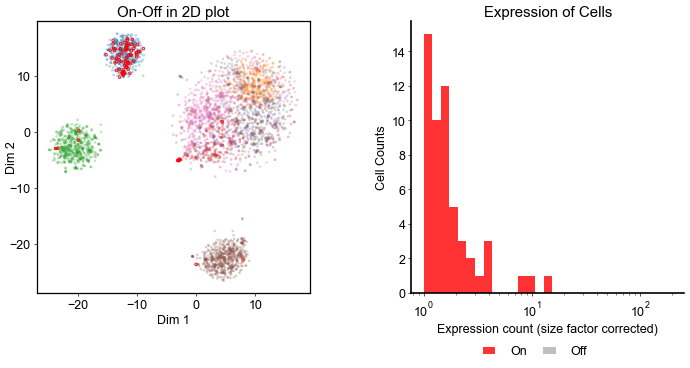 On-Off in 2D plot
10
0
−10
−20
Dim 2
−20 −10 0 10
Dim 1
Expression of Cells
14
12
10
8
6
4
2
0
Cell Counts
10⁰ 10¹ 10²
Expression count (size factor corrected)
On Off